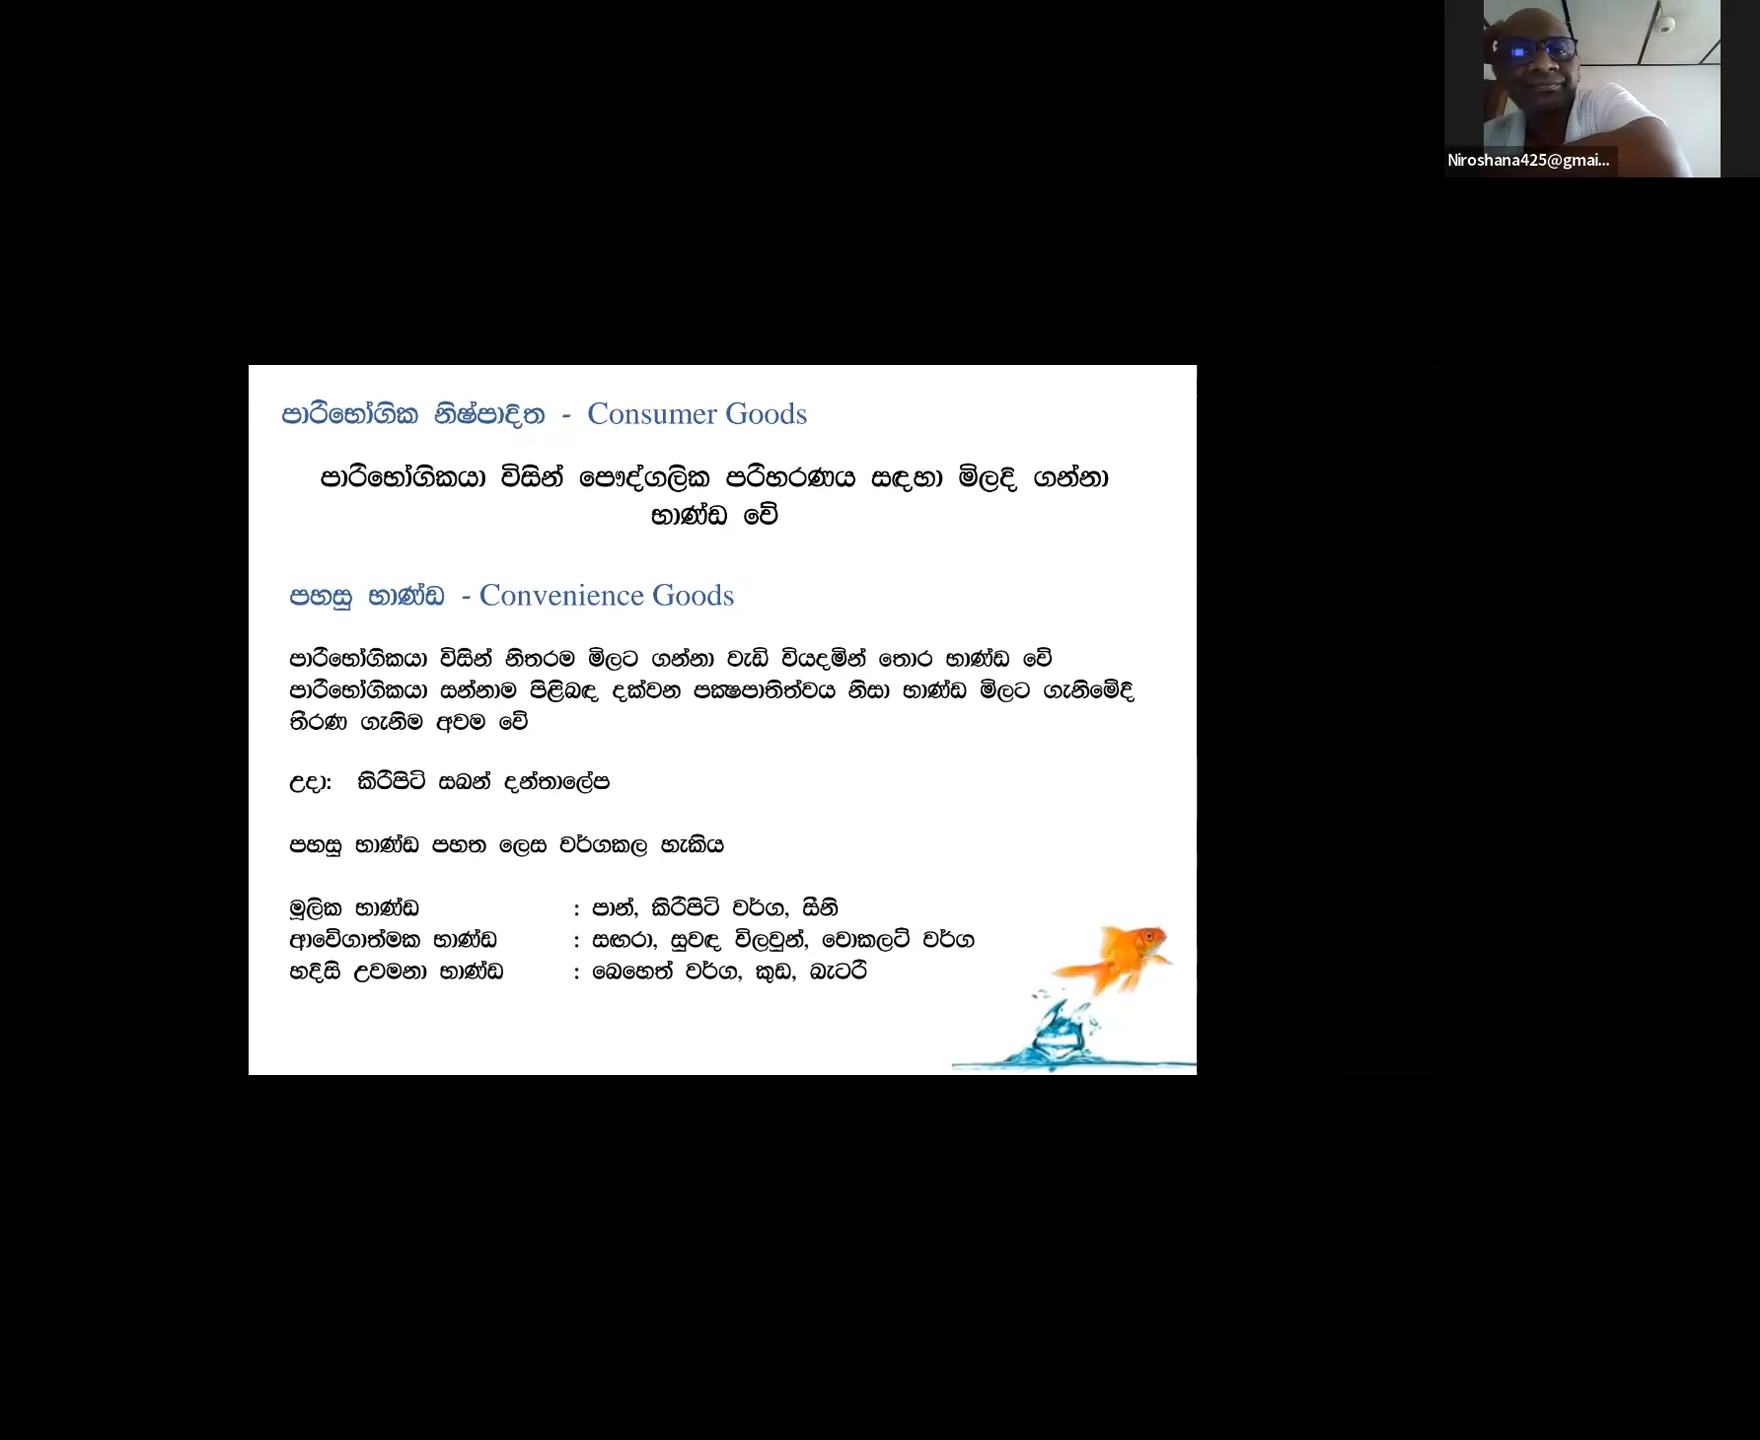 Niroshana425@gmai...
පාරිභෝගික නිෂ්පාදිත - Consumer Goods
පාරිභෝගිකයා විසින් පෞද්ගලික පරිහරණය සඳහා මිලදී ගන්නා
භාණ්ඩ වේ
පහසු භාණ්ඩ - Convenience Goods
පාරිභෝගිකයා විසින් නිතරම මිලට ගන්නා වැඩි වියදමින් තොර භාණ්ඩ වේ
පාරිභෝගිකයා සන්නාම පිළිබඳ දක්වන පක්‍ෂපාතිත්වය නිසා භාණ්ඩ මිලට ගැනිමේදී
තීරණ ගැනිම අවම වේ
උදා: කිරිපිටි සබන් දන්තාලේප
පහසු භාණ්ඩ පහත ලෙස වර්ගකල හැකිය
මූලික භාණ්ඩ : පාන්, කිරිපිටි වර්ග, සීනි
ආවේගාත්මක භාණ්ඩ : සඟරා, සුවඳ විලවුන්, චොකලට් වර්ග
හදිසි උවමනා භාණ්ඩ : බෙහෙත් වර්ග, කුඩ, බැටරි